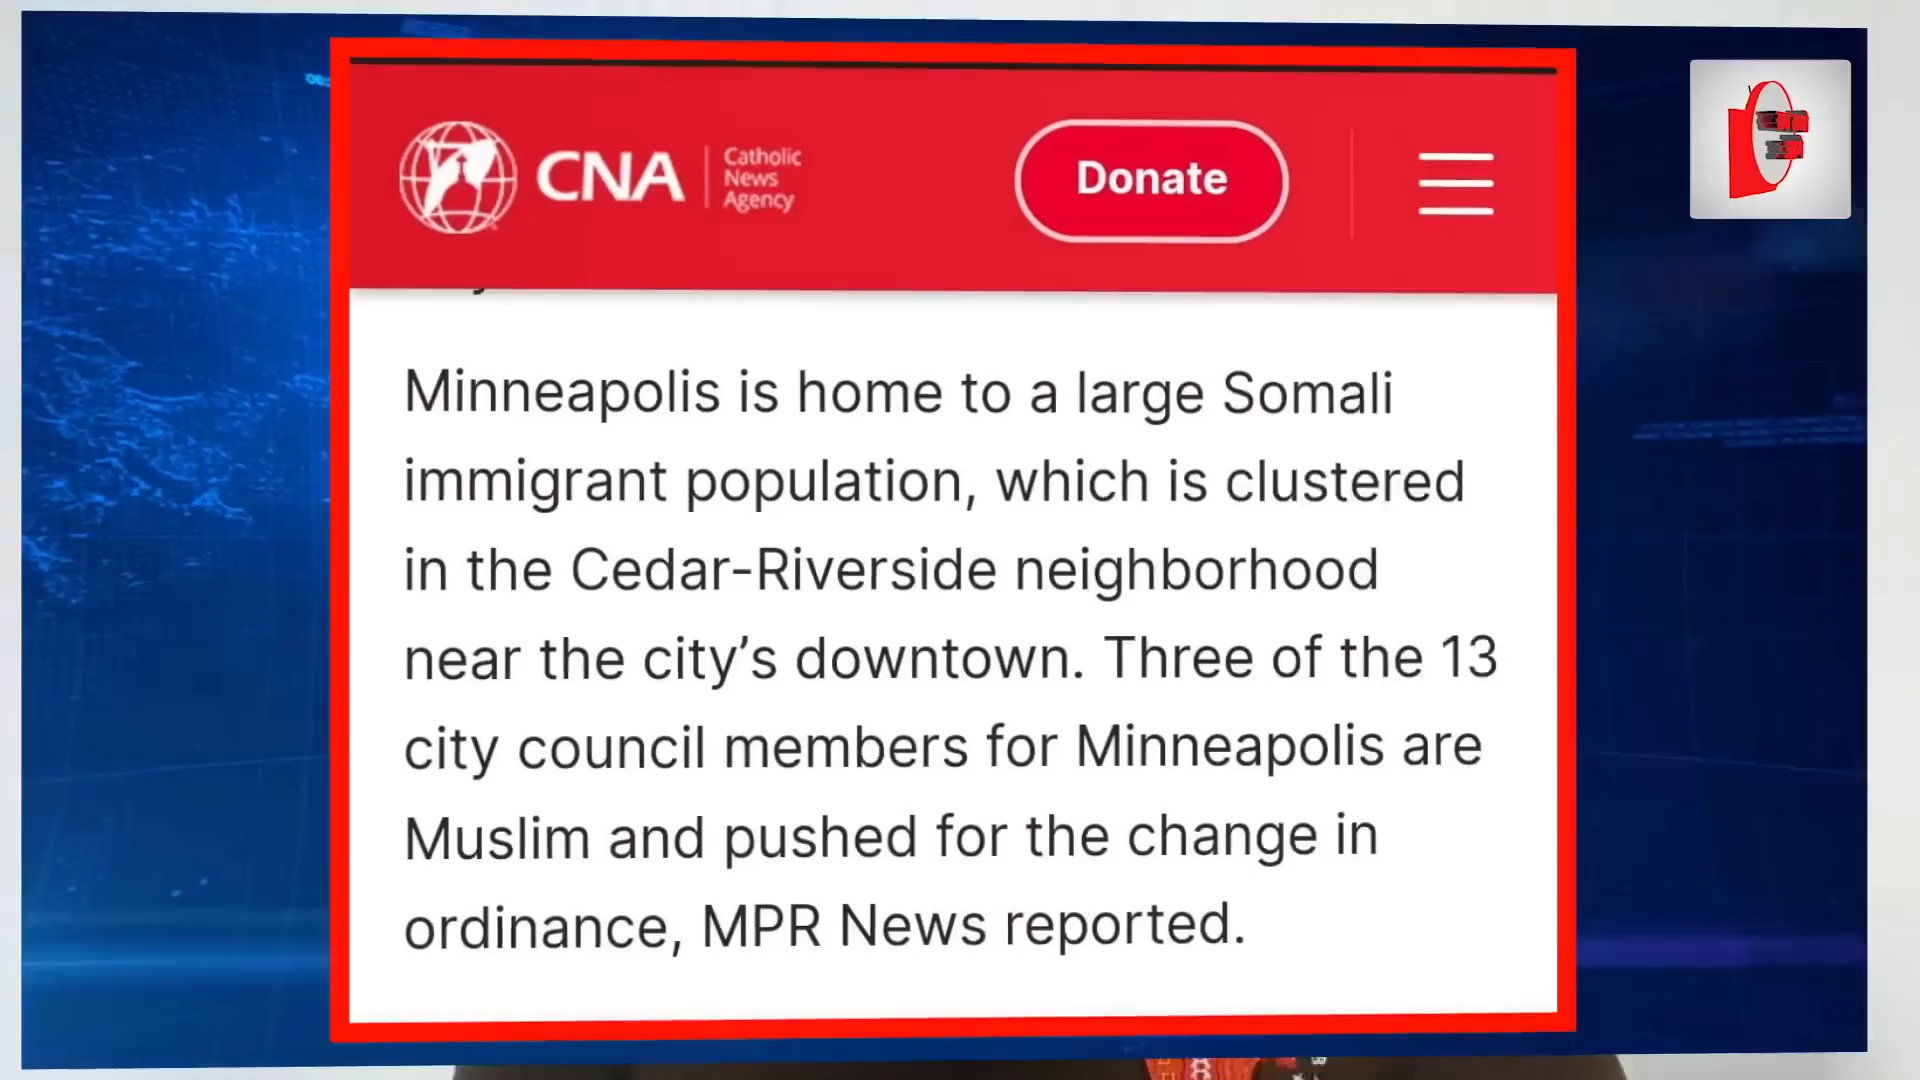 CNA
Catholic
News
Agency
Donate
Minneapolis is home to a large Somali
immigrant population, which is clustered
in the Cedar-Riverside neighborhood
near the city’s downtown. Three of the 13
city council members for Minneapolis are
Muslim and pushed for the change in
ordinance, MPR News reported.